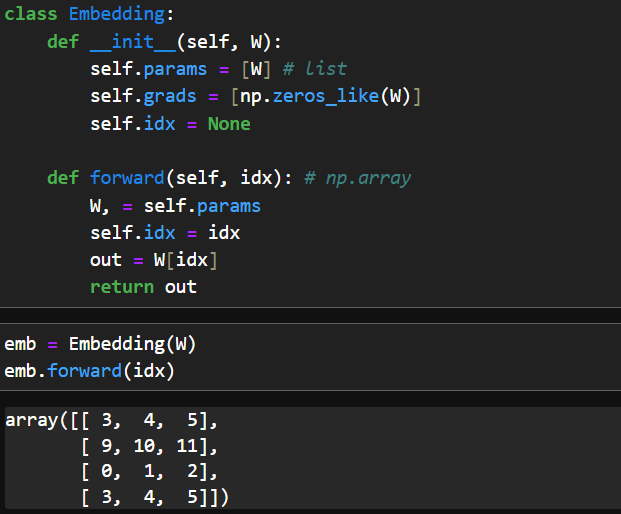 class Embedding:
    def __init__(self, W):
        self.params = [W] # list
        self.grads = [np.zeros_like(W)]
        self.idx = None
    def forward(self, idx): # np.array
        W, = self.params
        self.idx = idx
        out = W[idx]
        return out
emb = Embedding(W)
emb.forward(idx)
array([[ 3,  4,  5],
       [ 9, 10, 11],
       [ 0,  1,  2],
       [ 3,  4,  5]])